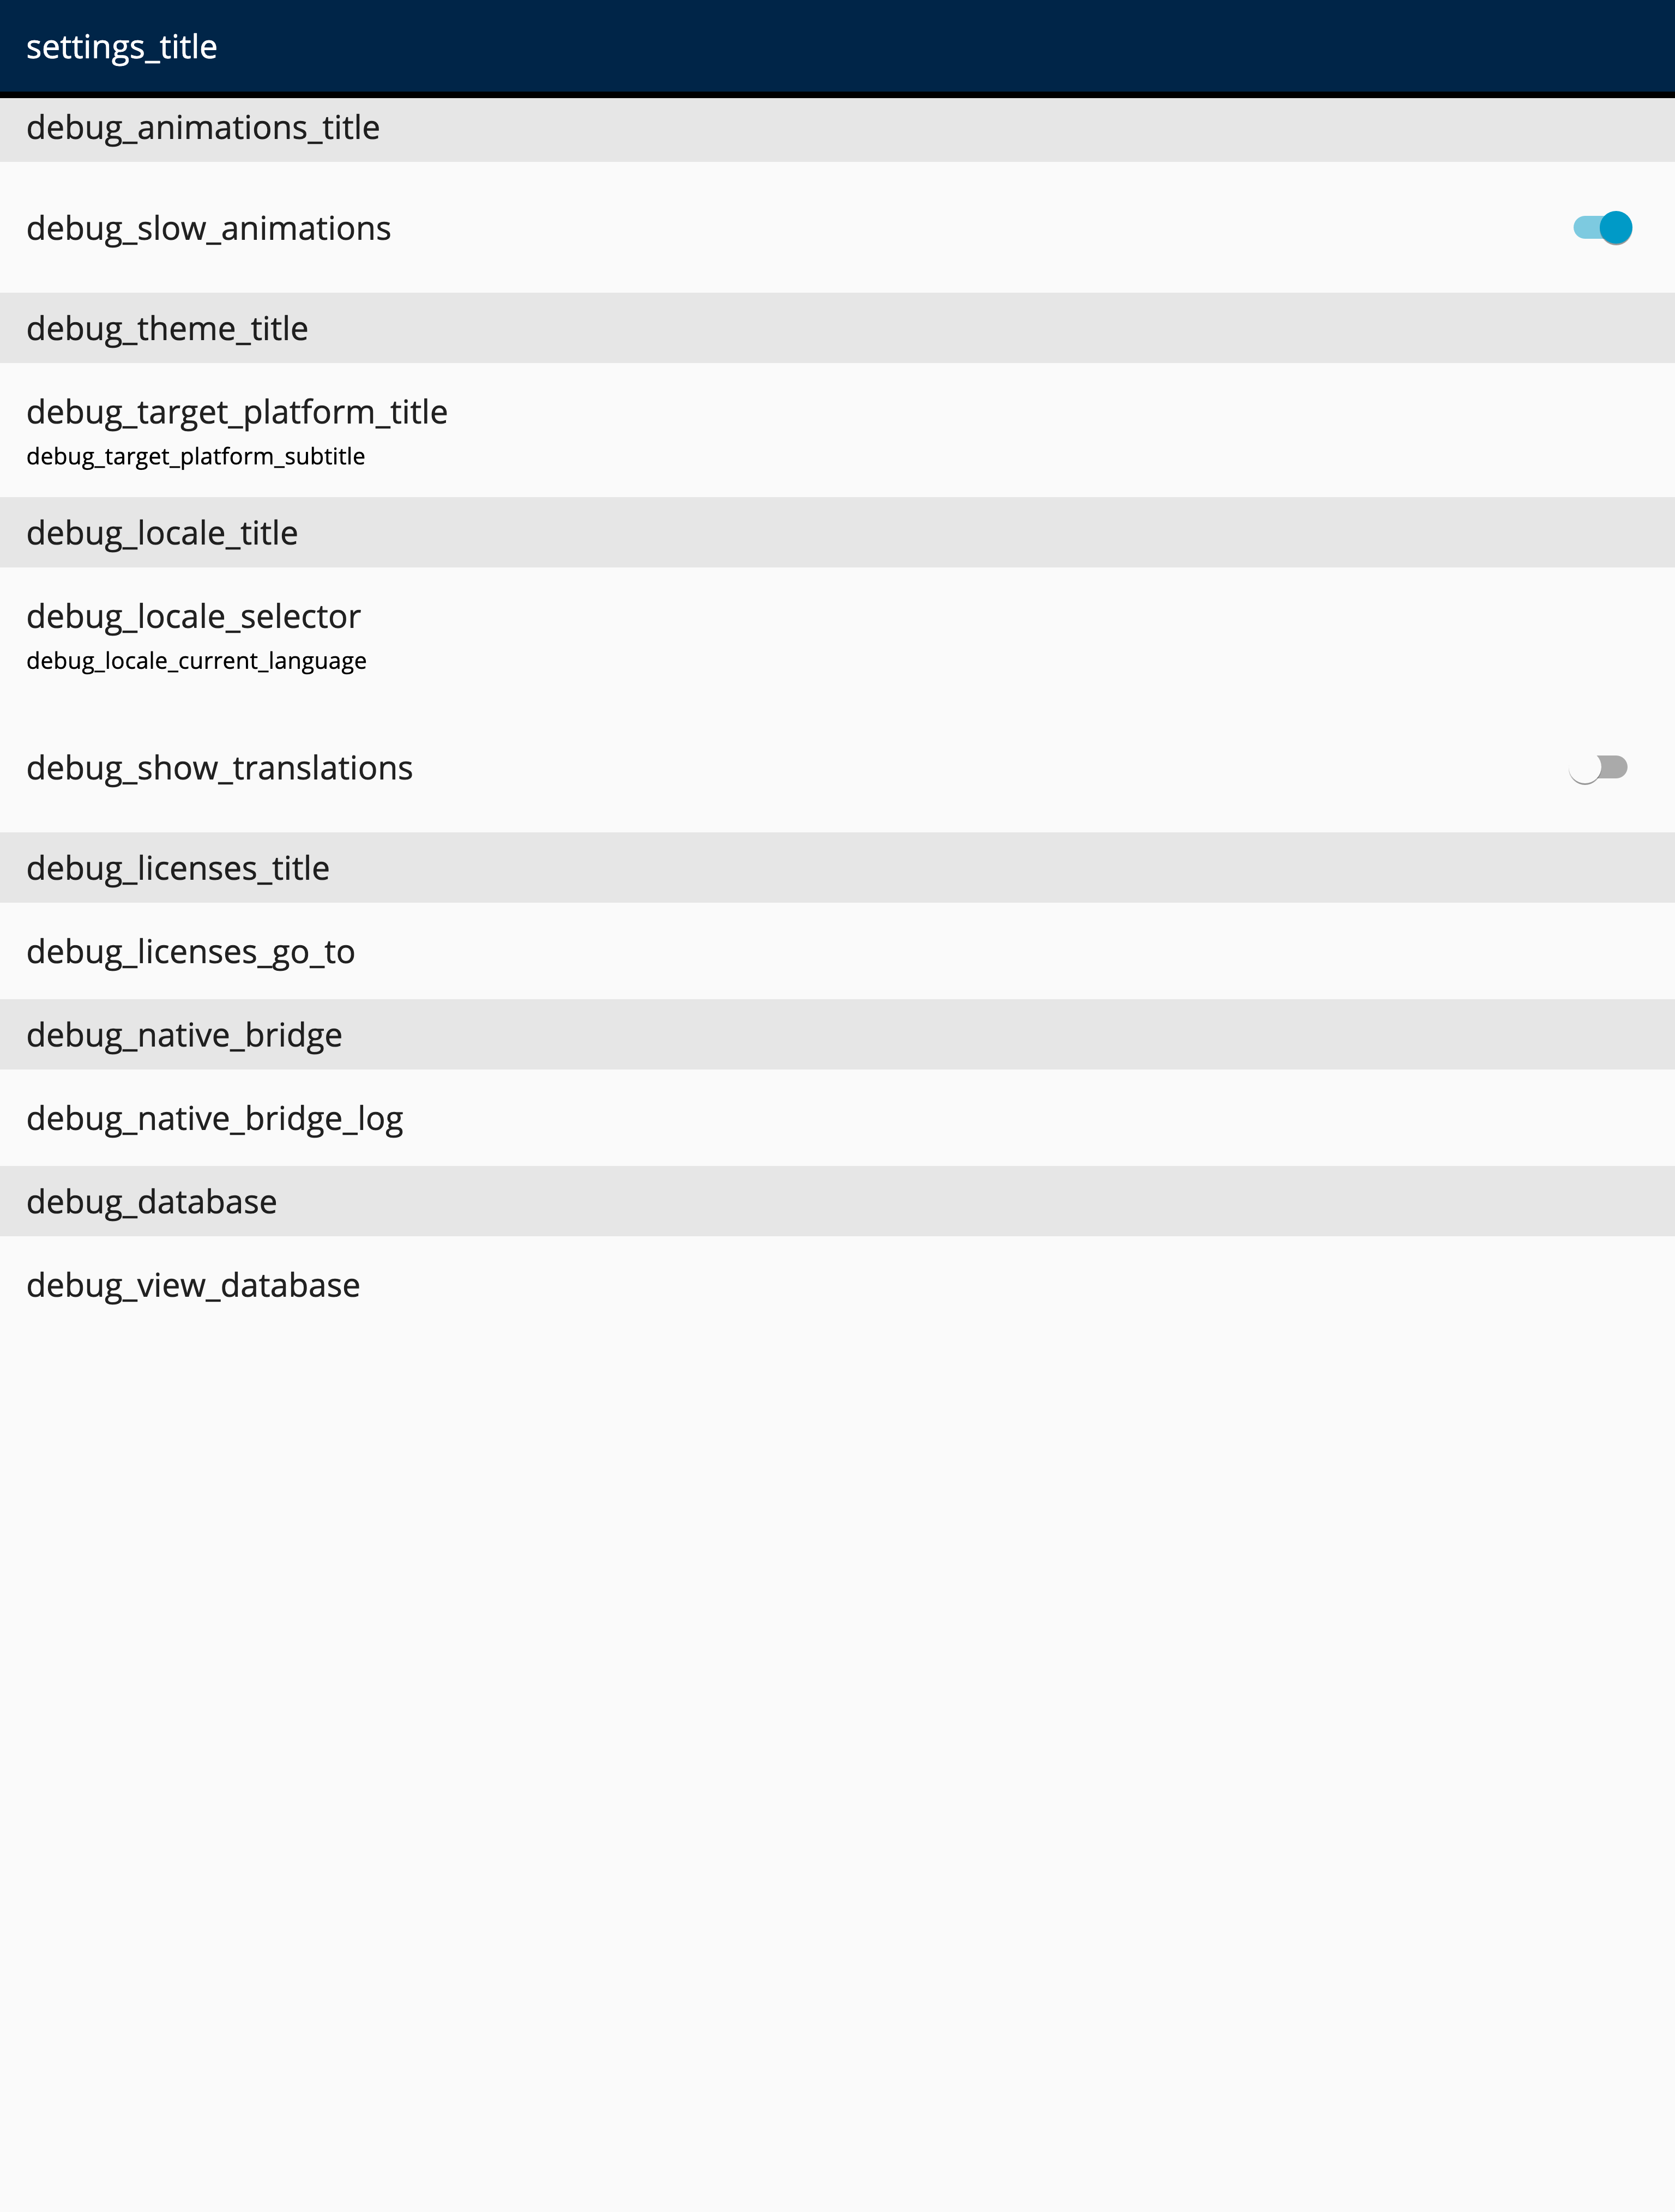 settings_title
debug_animations_title
debug_slow_animations
debug_theme_title
debug_target_platform_title
debug_target_platform_subtitle
debug_locale_title
debug_locale_selector
debug_locale_current_language
debug_show_translations
debug_licenses_title
debug_licenses_go_to
debug_native_bridge
debug_native_bridge_log
debug_database
debug_view_database